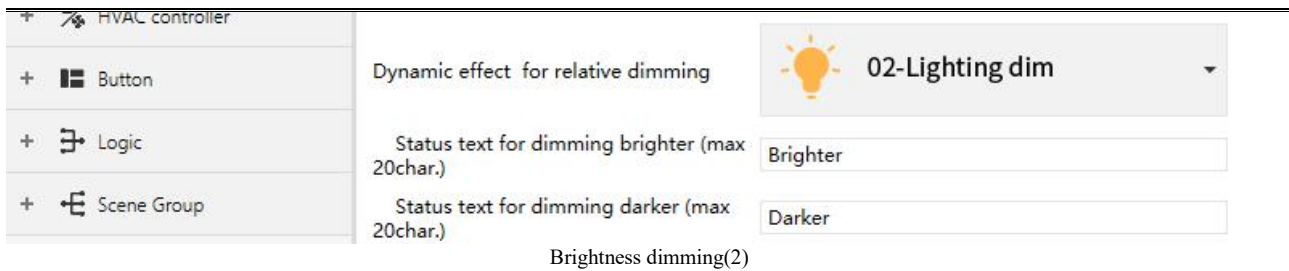 HVAC controller
Button
Logic
Scene Group
Dynamic effect for relative dimming
02-Lighting dim
Status text for dimming brighter (max
20char.)
Brighter
Status text for dimming darker (max
20char.)
Darker
Brightness dimming(2)